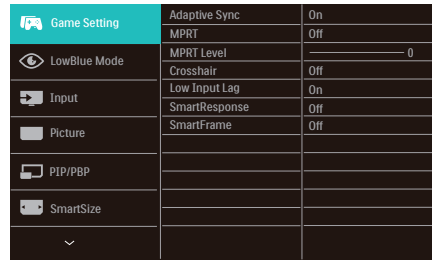 Game Setting
LowBlue Mode
Input
Picture
PIP/PBP
SmartSize
Adaptive Sync On
MPRT Off
MPRT Level 0
Crosshair Off
Low Input Lag On
SmartResponse Off
SmartFrame Off